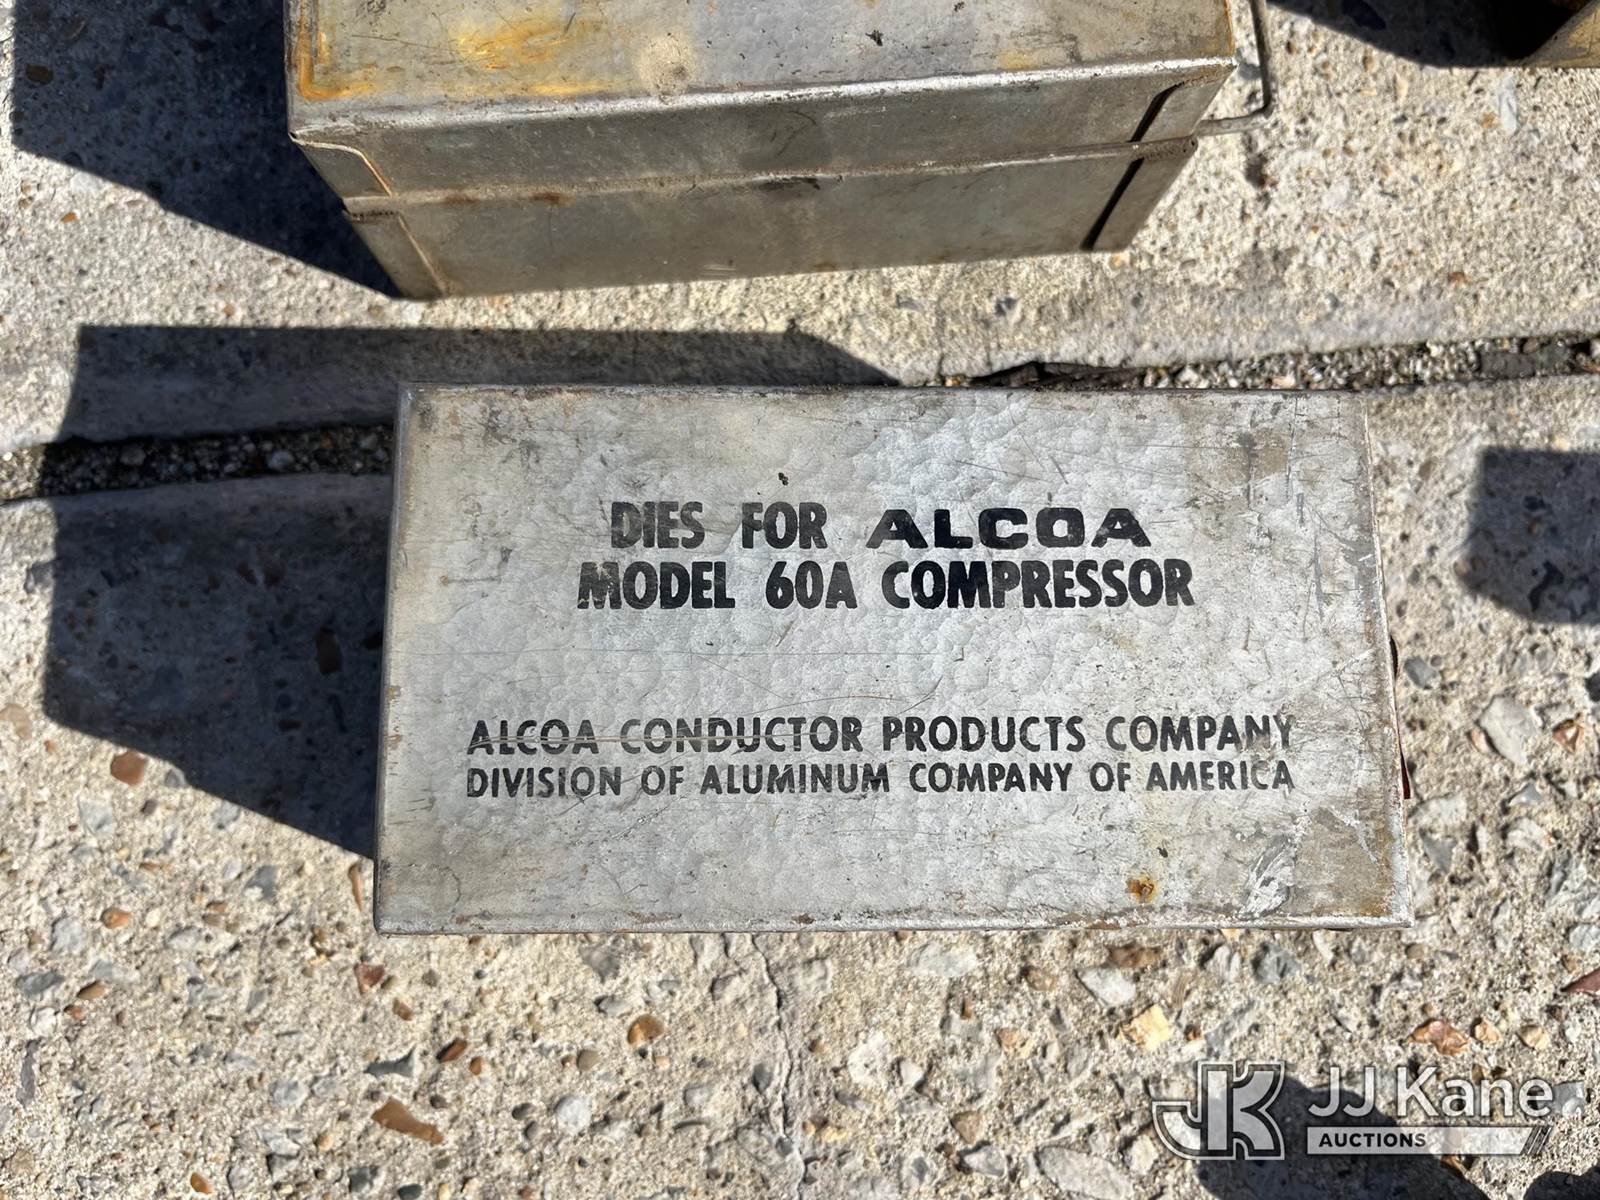 DIES FOR ALCOA
MODEL 60A COMPRESSOR
ALCOA CONDUCTOR PRODUCTS COMPANY
DIVISION OF ALUMINUM COMPANY OF AMERICA
JK JJ Kane
AUCTIONS